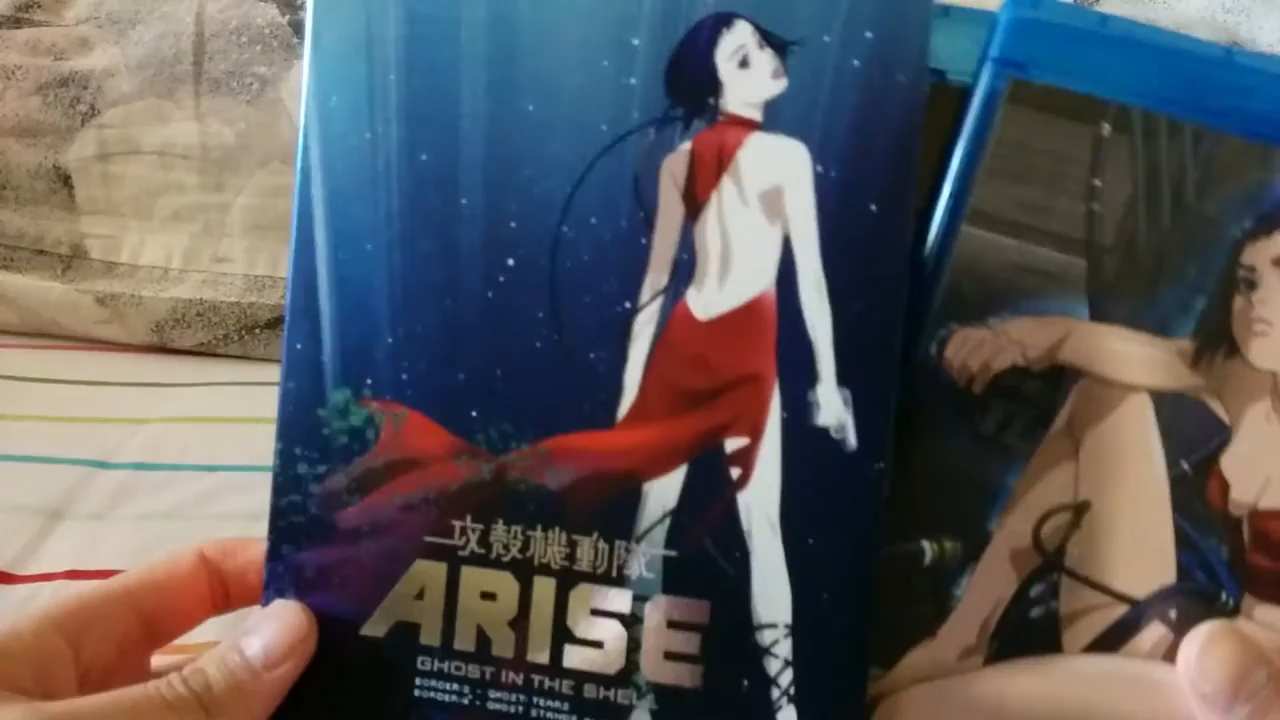 攻殻機動隊
ARISE
GHOST IN THE SHELL
BORDER:3 - GHOST TEARS
BORDER:4 - GHOST STANDS